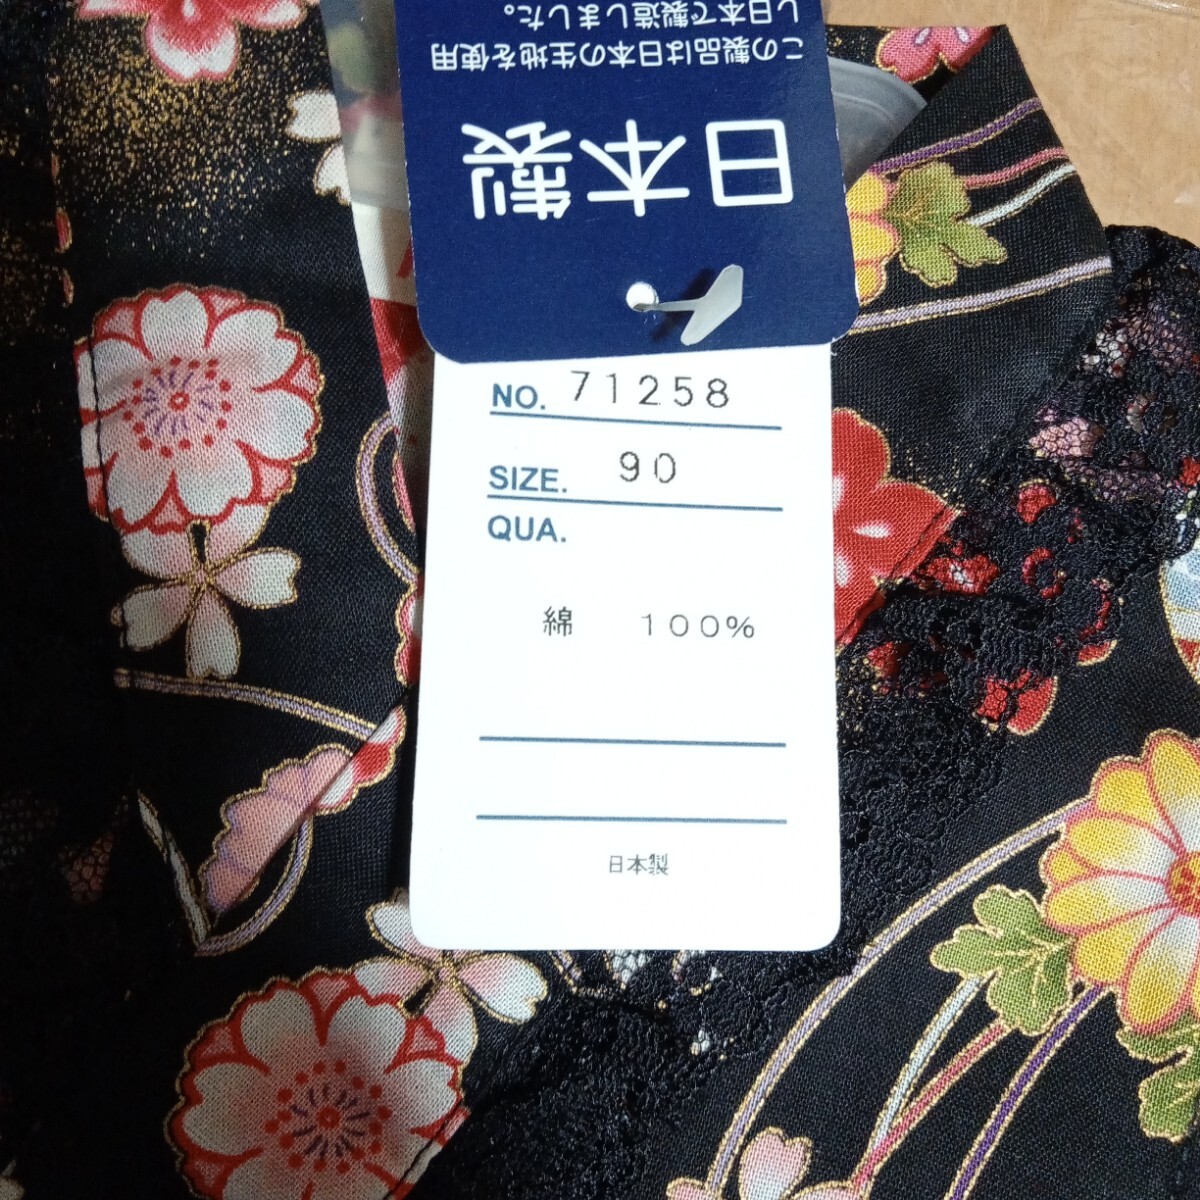 日本製
この製品は日本の生地を使用
し日本で製造しました。
NO. 71258
SIZE. 90
QUA.
綿 100%
日本製